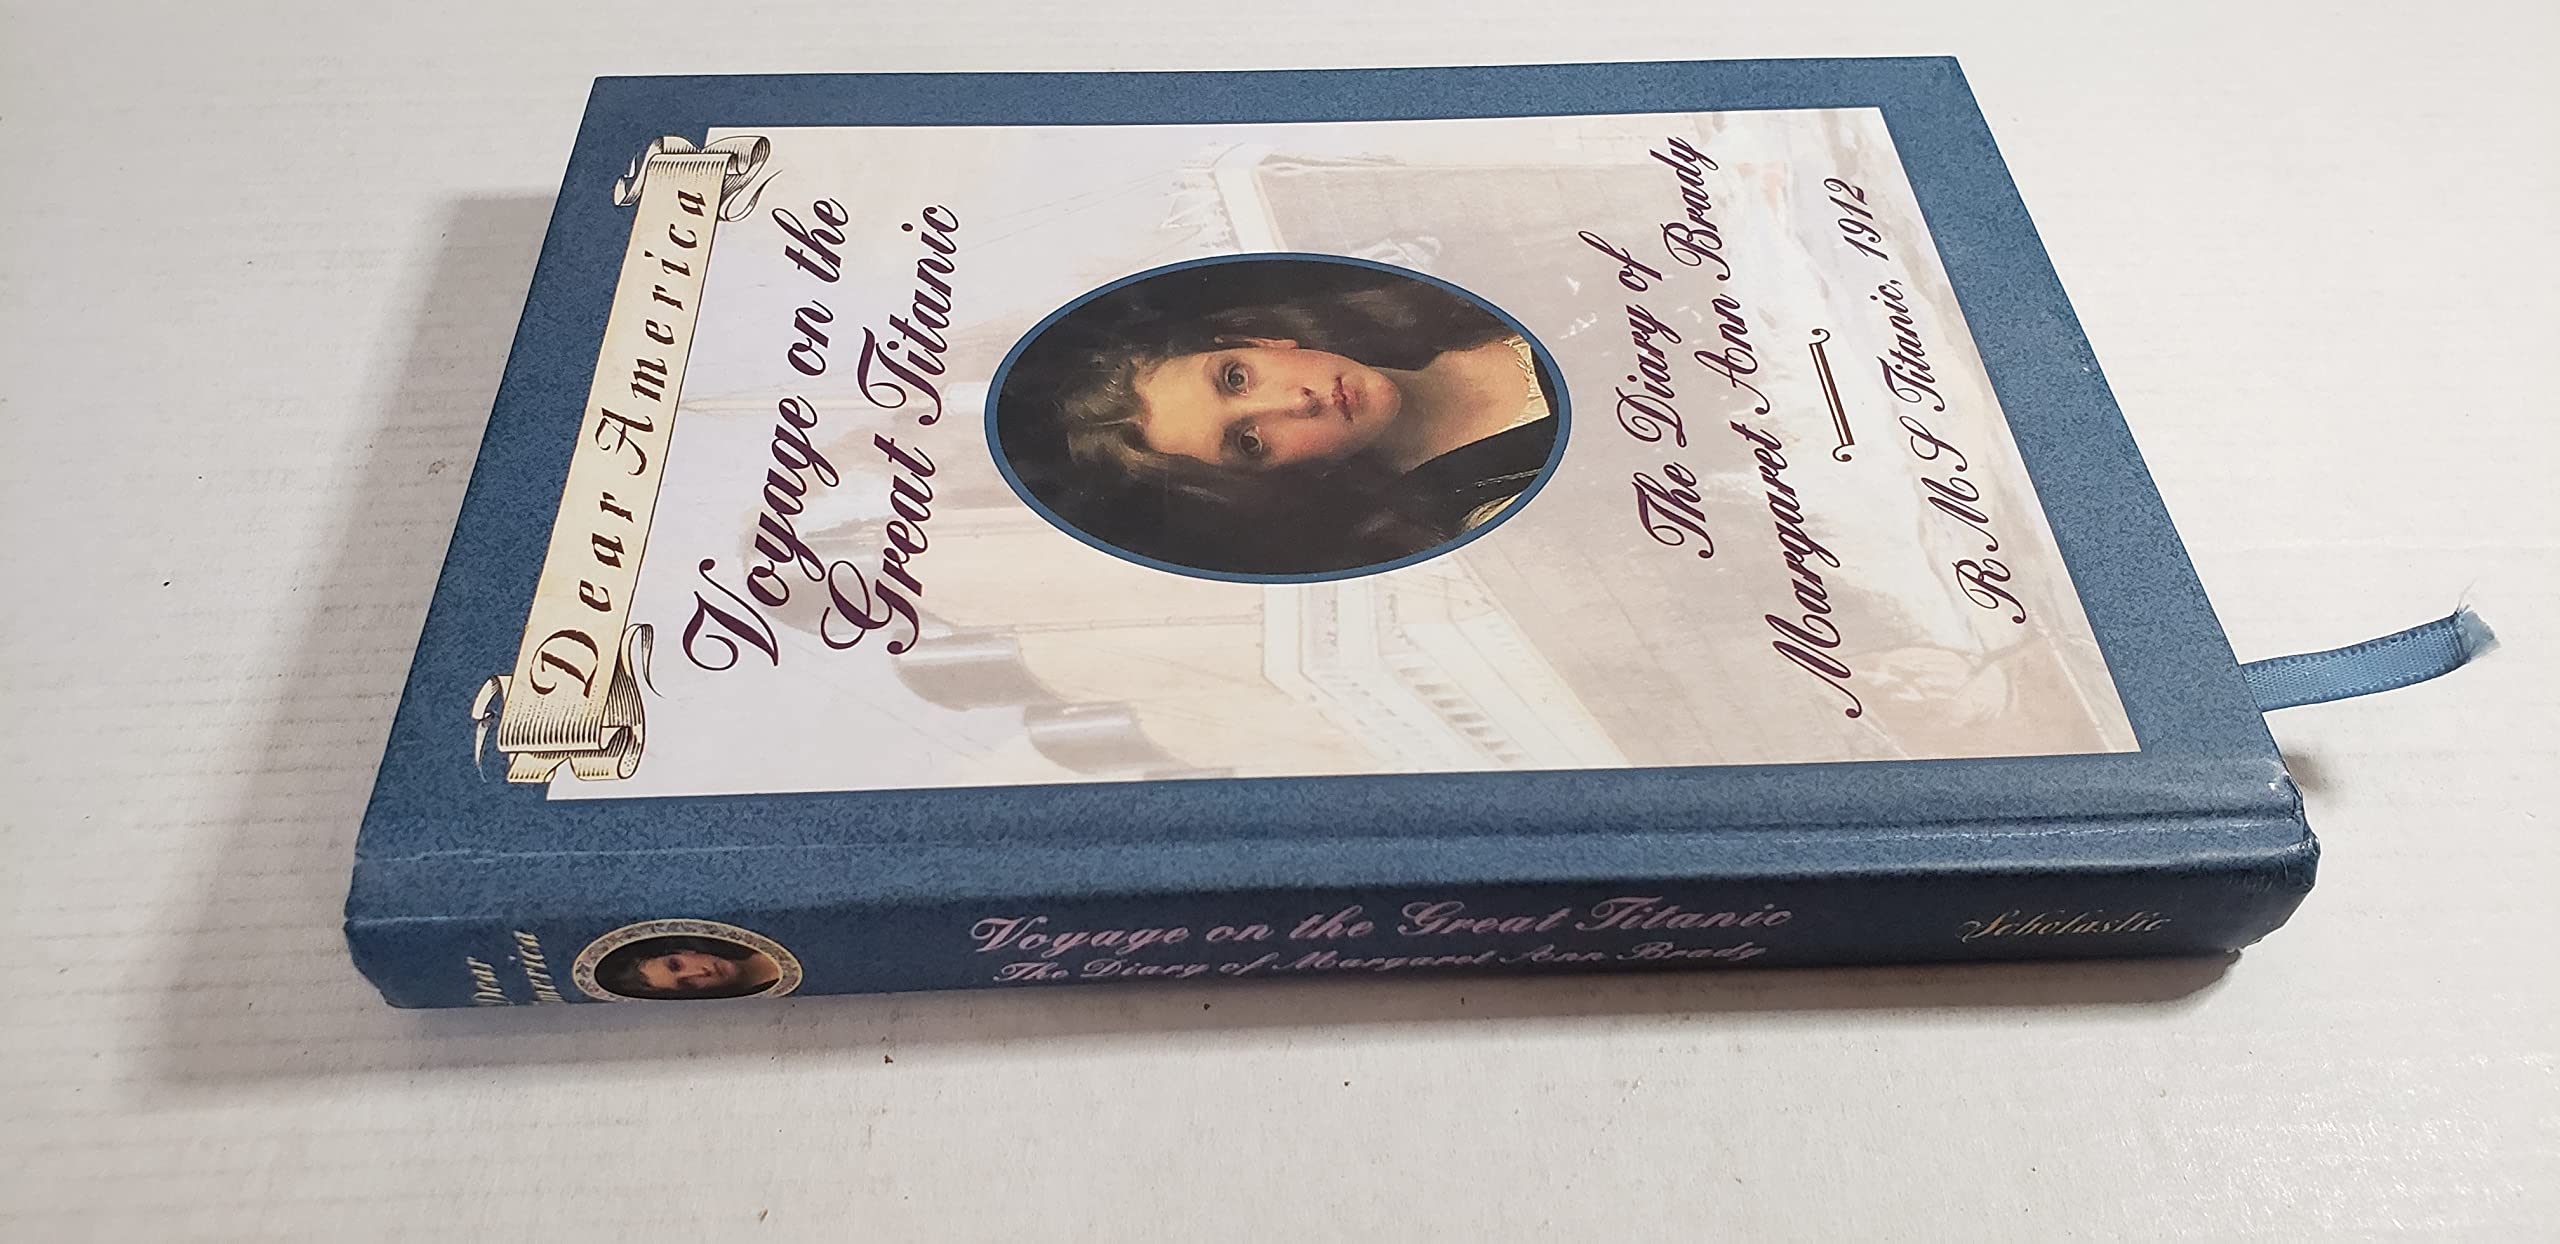 Dear America
Voyage on the
Great Titanic
The Diary of
Margaret Ann Brady
R.M.S. Titanic, 1912
Dear
America
Voyage on the Great Titanic
The Diary of Margaret Ann Brady
Scholastic